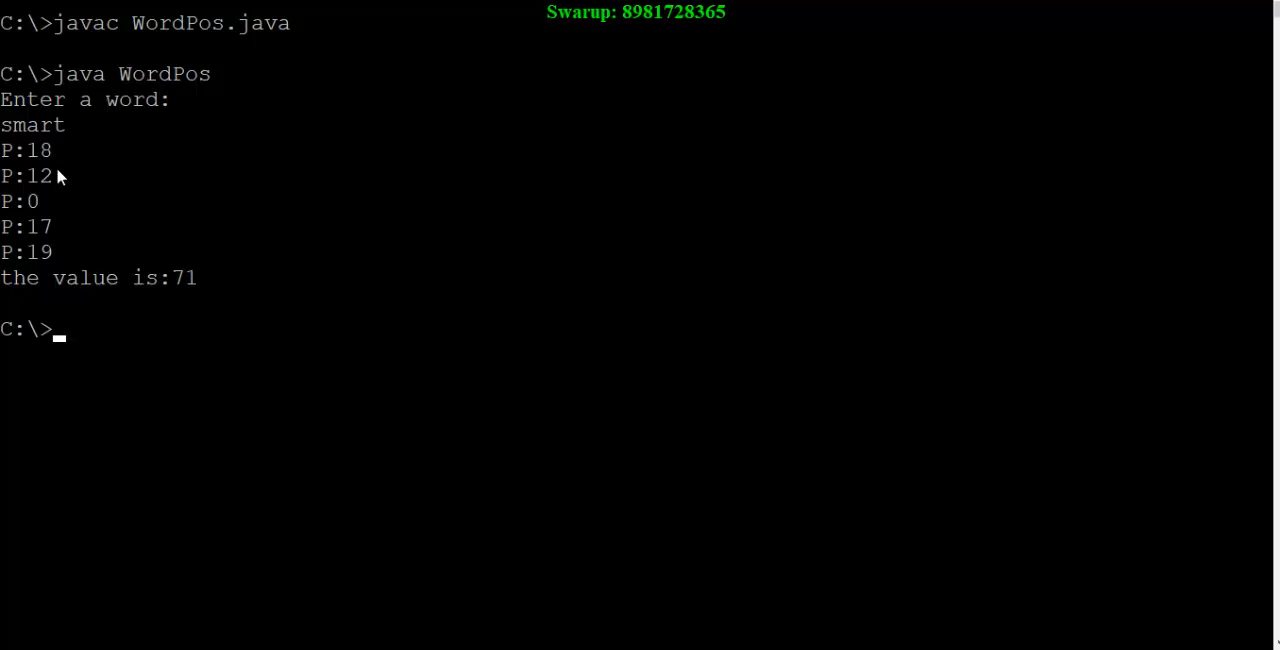 Swarup: 8981728365
C:\>javac WordPos.java
C:\>java WordPos
Enter a word:
smart
P:18
P:12
P:0
P:17
P:19
the value is:71
C:\>